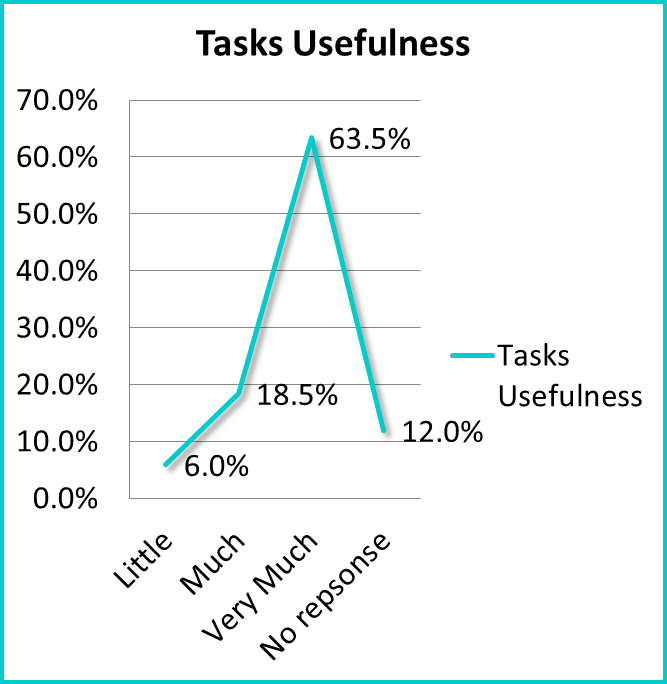 Tasks Usefulness
70.0%
60.0%
50.0%
40.0%
30.0%
20.0%
10.0%
0.0%
63.5%
18.5%
12.0%
6.0%
Little
Much
Very Much
No repsonse
Tasks
Usefulness